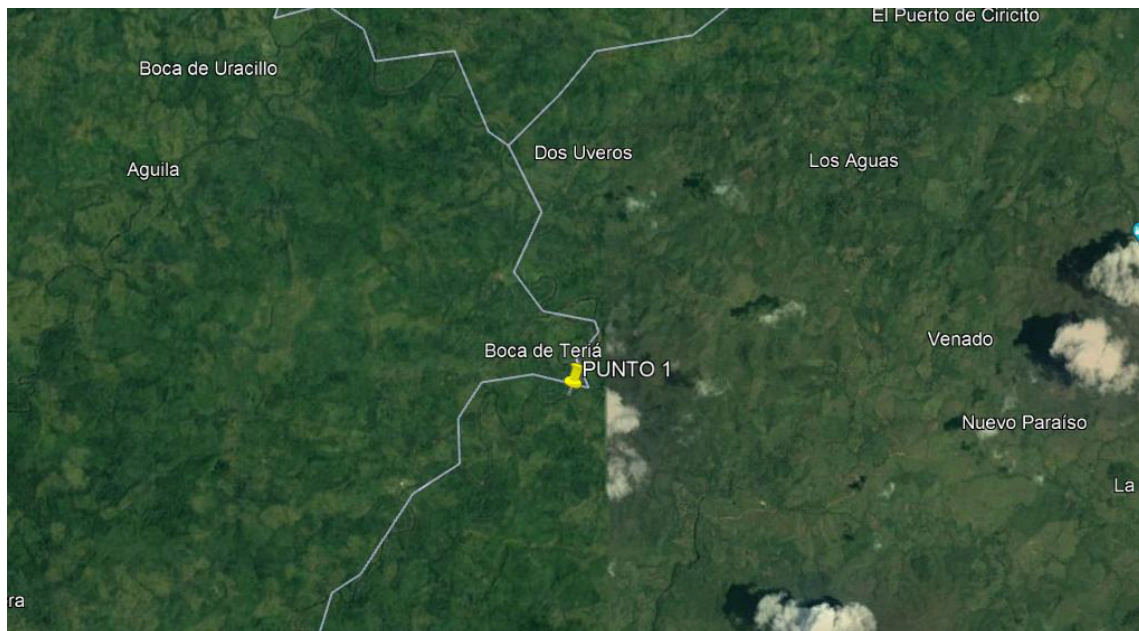 El Puerto de Ciricito
Boca de Uracillo
Dos Uveros
Los Aguas
Aguila
Venado
Boca de Teriá
PUNTO 1
Nuevo Paraíso
La
ra